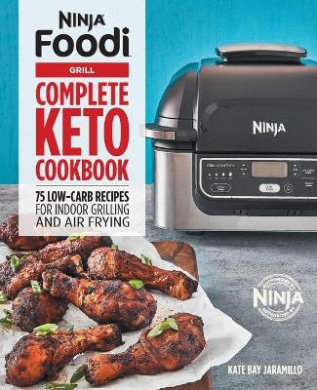 NINJA
Foodi
GRILL
COMPLETE
KETO
COOKBOOK
75 LOW-CARB RECIPES
FOR INDOOR GRILLING
AND AIR FRYING
NINJA
NINJA
KATE BAY JARAMILLO